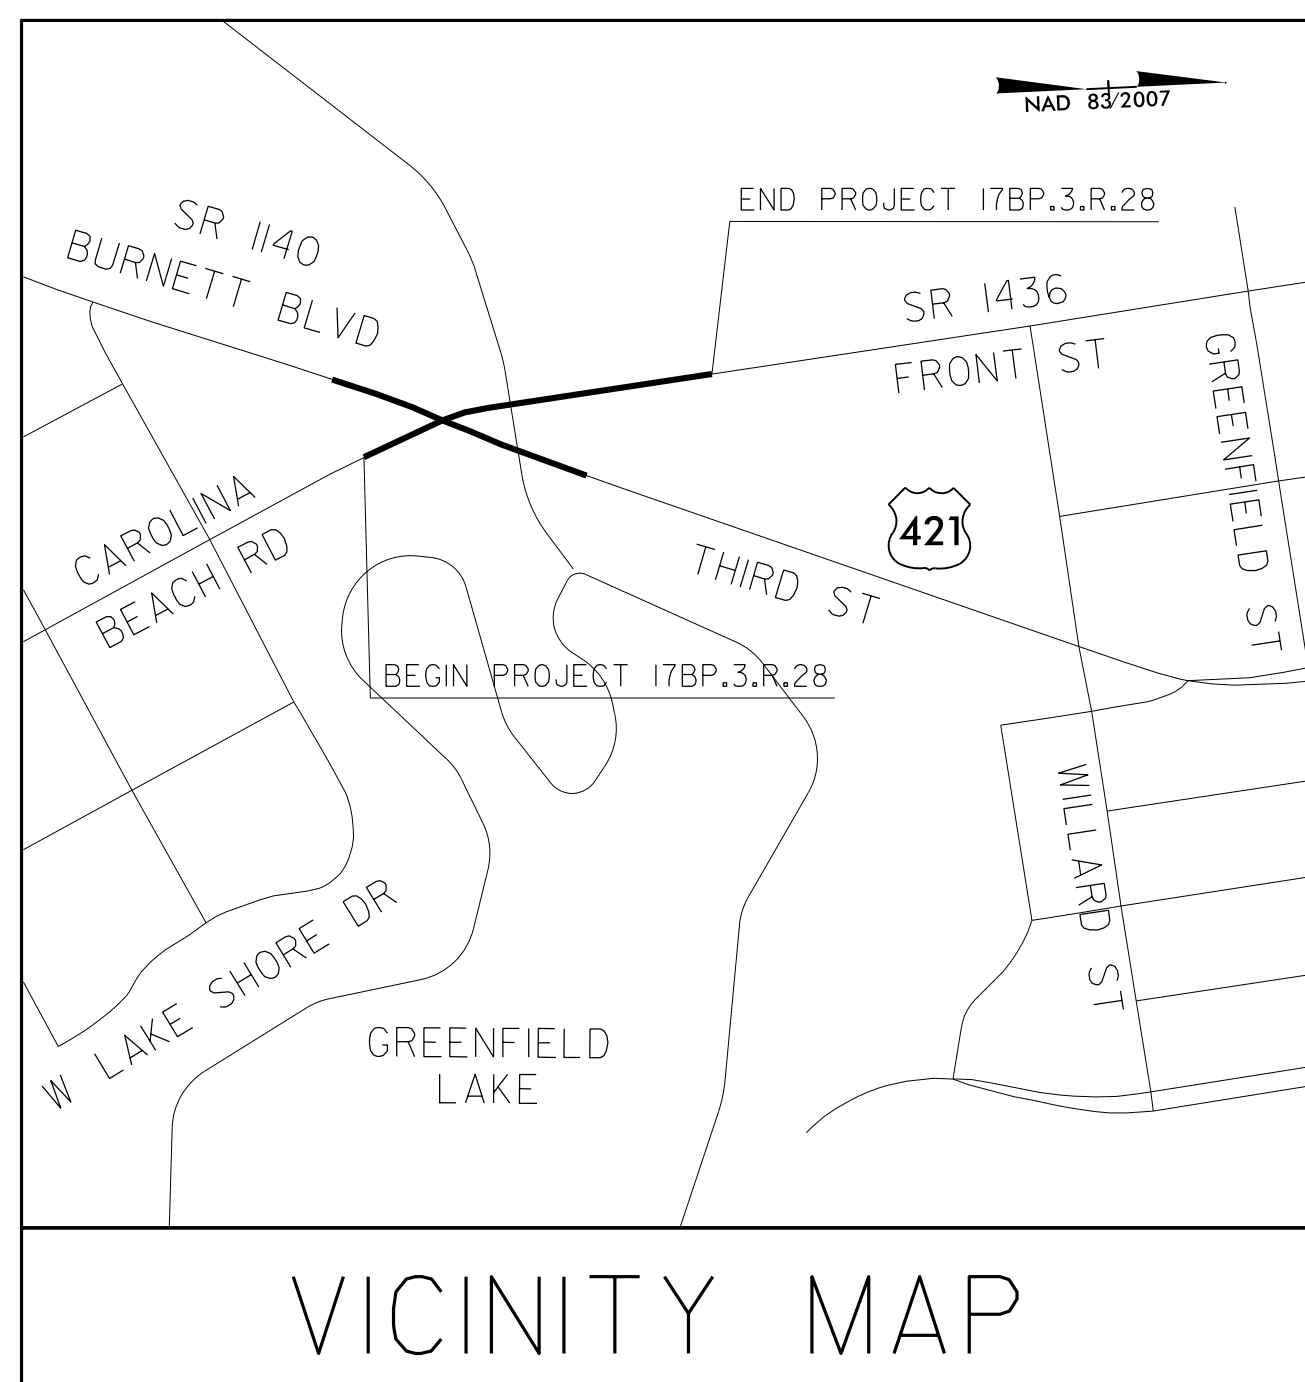 NAD 83/2007
END PROJECT 17BP.3.R.28
SR 1140
BURNETT BLVD
SR 1436
FRONT ST
GREENFIELD ST
CAROLINA
BEACH RD
421
THIRD ST
BEGIN PROJECT 17BP.3.R.28
WILLARD ST
W LAKE SHORE DR
GREENFIELD
LAKE
VICINITY MAP